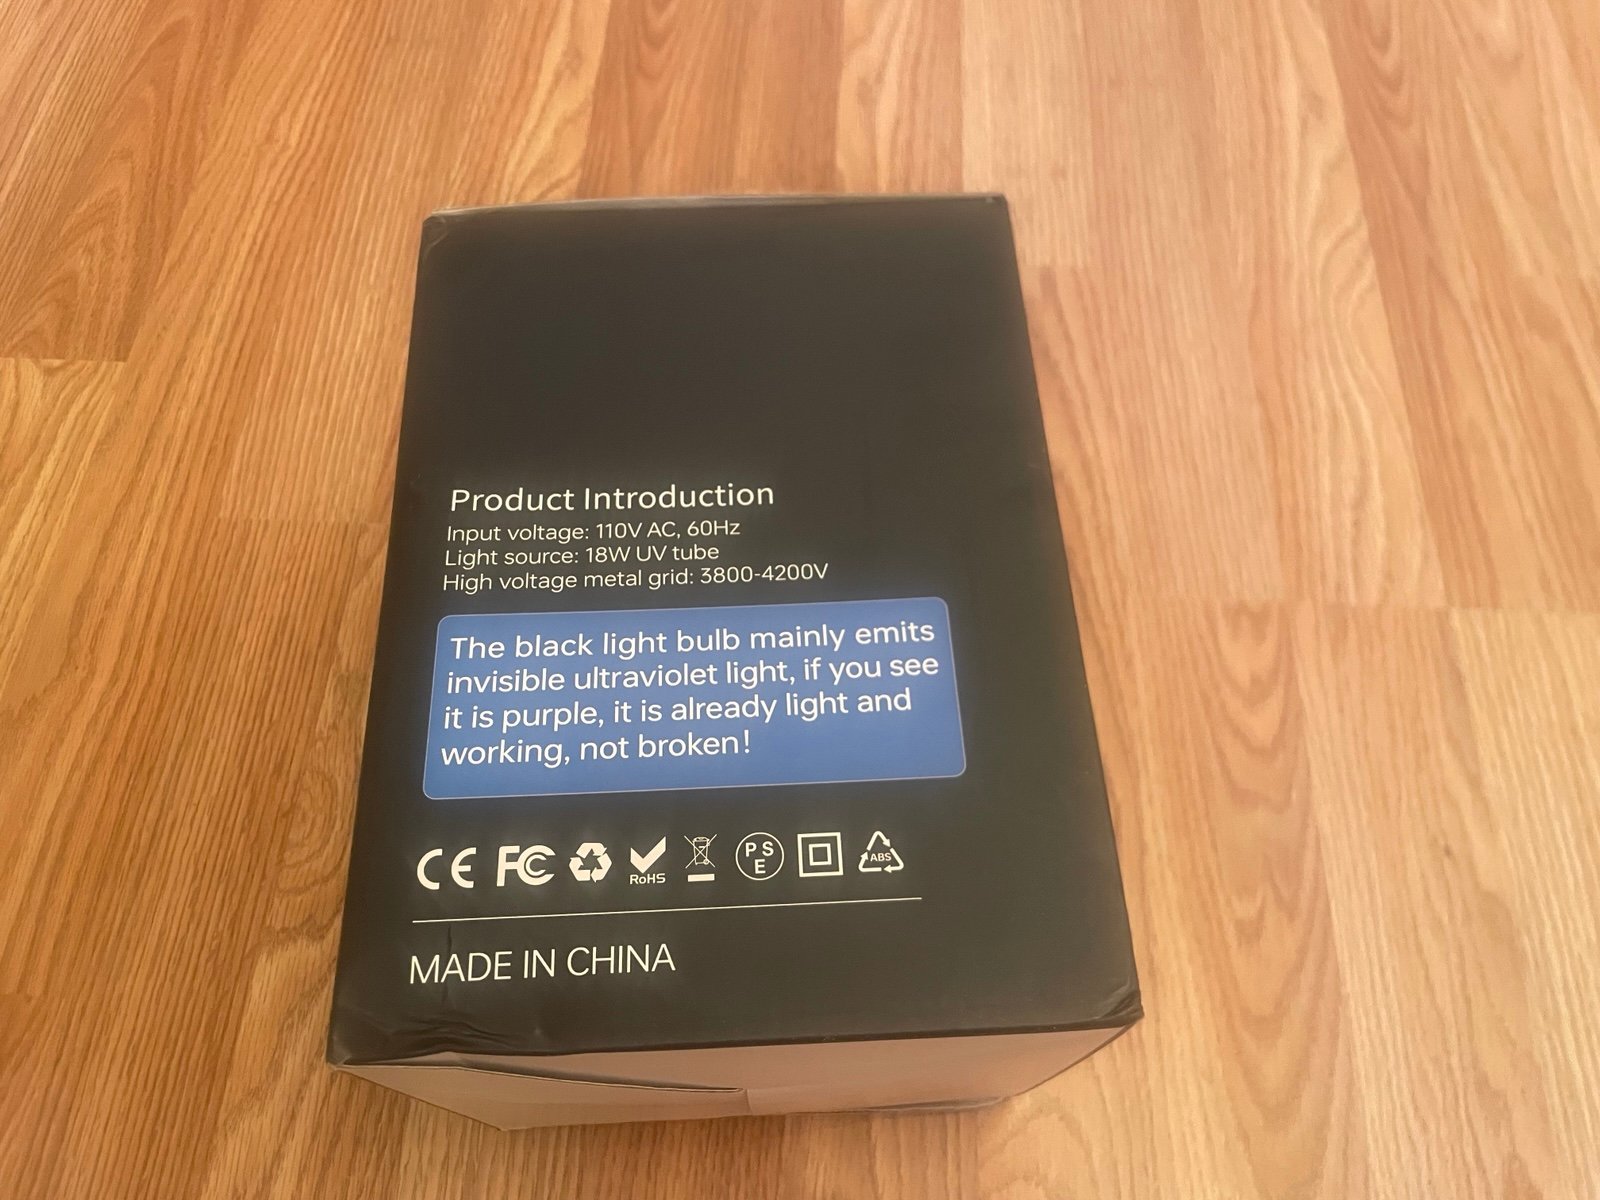 Product Introduction
Input voltage: 110V AC, 60Hz
Light source: 18W UV tube
High voltage metal grid: 3800-4200V
The black light bulb mainly emits
invisible ultraviolet light, if you see
it is purple, it is already light and
working, not broken!
CE FC RoHS PSE ABS
MADE IN CHINA